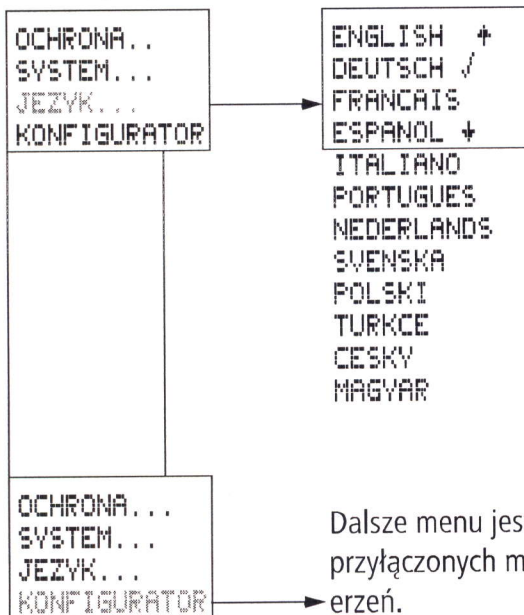 OCHRONA..
SYSTEM...
JEZYK...
KONFIGURATOR
ENGLISH ↑
DEUTSCH √
FRANCAIS
ESPANOL ↓
ITALIANO
PORTUGUES
NEDERLANDS
SVENSKA
POLSKI
TURKCE
CESKY
MAGYAR
OCHRONA...
SYSTEM...
JEZYK...
KONFIGURATOR
Dalsze menu jes
przyłączonych m
erzeń.